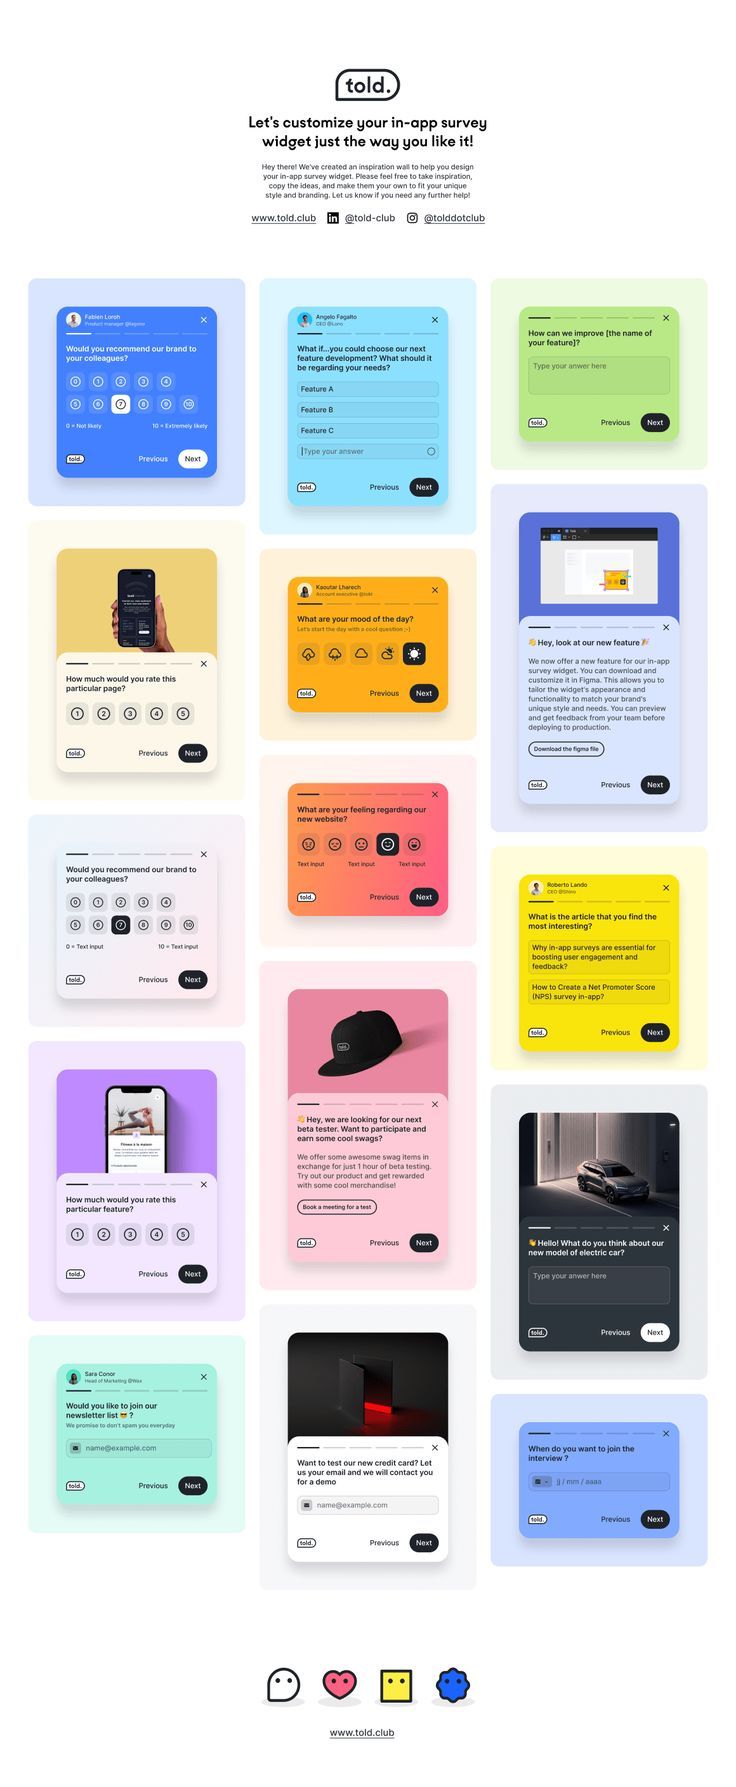 told.
Let's customize your in-app survey
widget just the way you like it!
Hey there! We've created an inspiration wall to help you design
your in-app survey widget. Please feel free to take inspiration,
copy the ideas, and make them your own to fit your unique
style and branding. Let us know if you need any further help!
www.told.club
@told-club
@tolddotclub
Fabien Loroh
Product manager @lagono
Would you recommend our brand to
your colleagues?
0 1 2 3 4
5 6 7 8 9 10
0 = Not likely 10 = Extremely likely
told. Previous Next
How much would you rate this
particular page?
1 2 3 4 5
told. Previous Next
Would you recommend our brand to
your colleagues?
0 1 2 3 4
5 6 7 8 9 10
0 = Text input 10 = Text input
told. Previous Next
Fitness à la maison
How much would you rate this
particular feature?
1 2 3 4 5
told. Previous Next
Sara Conor
Head of Marketing @Wax
Would you like to join our
newsletter list 😎 ?
We promise to don't spam you everyday
name@example.com
told. Previous Next
Angelo Fagalto
CEO @Lono
What if...you could choose our next
feature development? What should it
be regarding your needs?
Feature A
Feature B
Feature C
Type your answer
told. Previous Next
Kaoutar Lharech
Account executive @told
What are your mood of the day?
Let's start the day with a cool question ;-)
told. Previous Next
What are your feeling regarding our
new website?
Text input Text input Text input
told. Previous Next
told.
👋 Hey, we are looking for our next
beta tester. Want to participate and
earn some cool swags?
We offer some awesome swag items in
exchange for just 1 hour of beta testing.
Try out our product and get rewarded
with some cool merchandise!
Book a meeting for a test
told. Previous Next
Want to test our new credit card? Let
us your email and we will contact you
for a demo
name@example.com
told. Previous Next
How can we improve [the name of
your feature]?
Type your anwer here
told. Previous Next
Told
👋 Hey, look at our new feature 🎉
We now offer a new feature for our in-app
survey widget. You can download and
customize it in Figma. This allows you to
tailor the widget's appearance and
functionality to match your brand's
unique style and needs. You can preview
and get feedback from your team before
deploying to production.
Download the figma file
told. Previous Next
Roberto Lando
CEO @Shivo
What is the article that you find the
most interesting?
Why in-app surveys are essential for
boosting user engagement and
feedback?
How to Create a Net Promoter Score
(NPS) survey in-app?
told. Previous Next
👋 Hello! What do you think about our
new model of electric car?
Type your anwer here
told. Previous Next
When do you want to join the
interview ?
jj / mm / aaaa
told. Previous Next
www.told.club